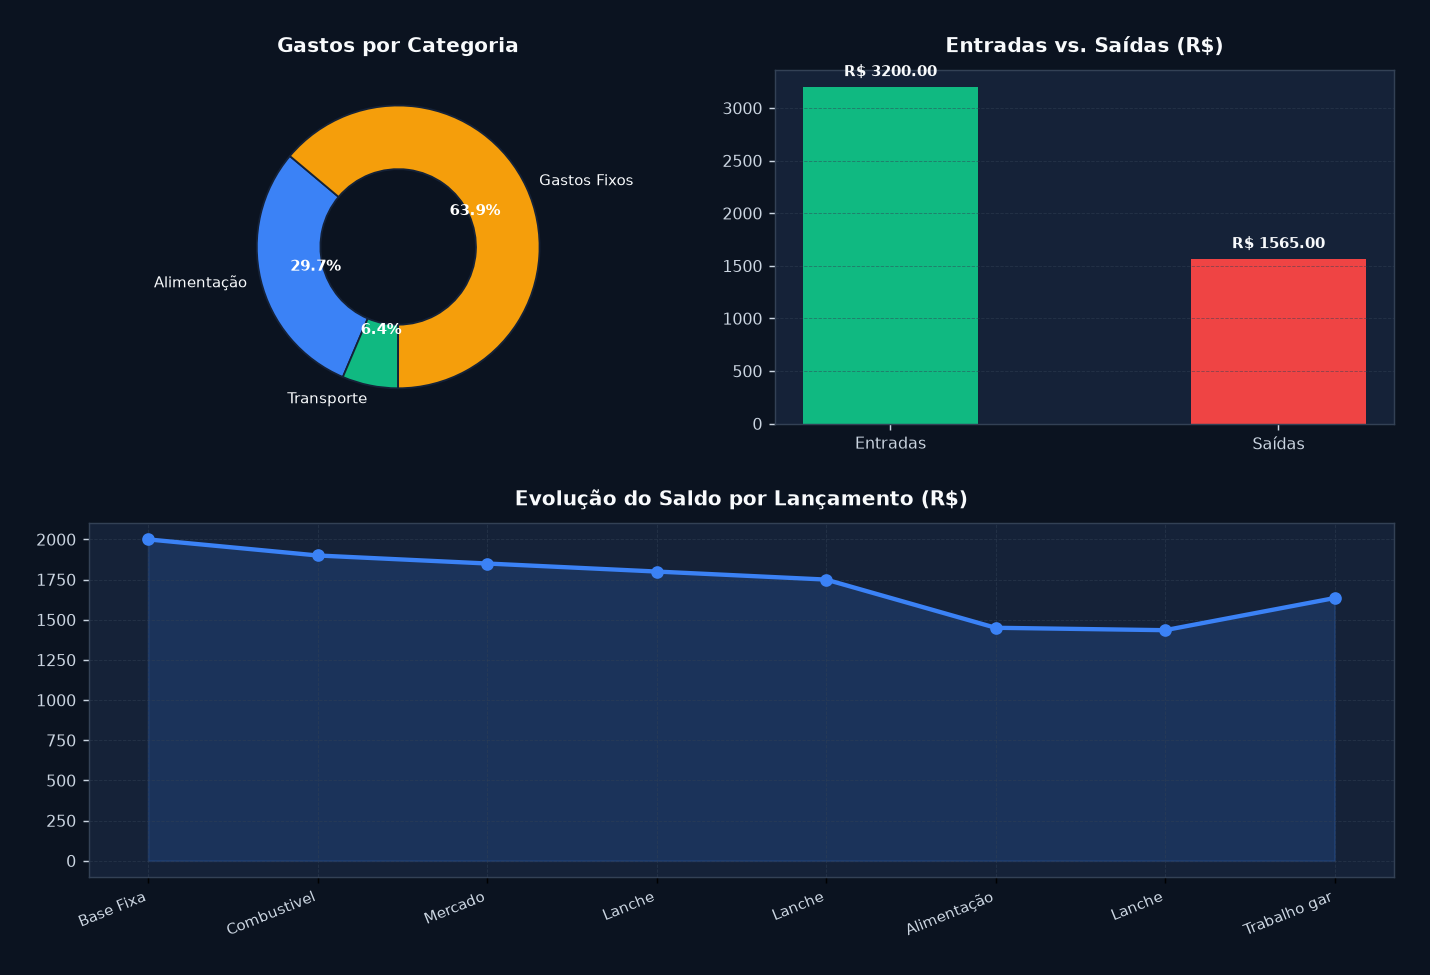 Gastos por Categoria
Gastos Fixos
63.9%
Alimentação
29.7%
Transporte
6.4%
Entradas vs. Saídas (R$)
R$ 3200.00
R$ 1565.00
3000
2500
2000
1500
1000
500
0
Entradas
Saídas
Evolução do Saldo por Lançamento (R$)
2000
1750
1500
1250
1000
750
500
250
0
Base Fixa
Combustivel
Mercado
Lanche
Lanche
Alimentação
Lanche
Trabalho gar